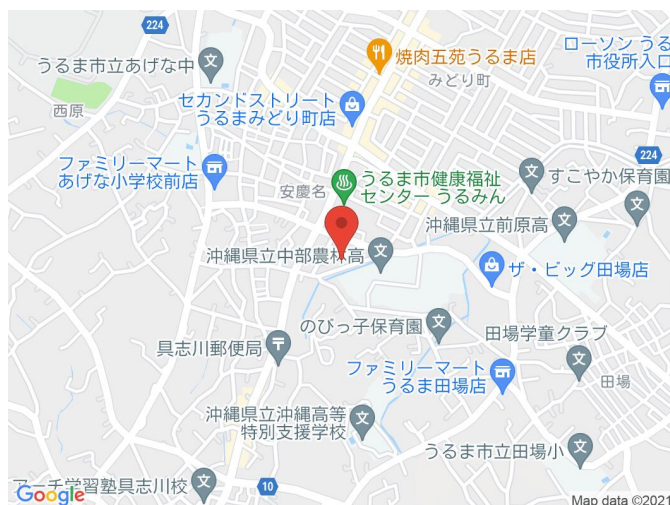 224
うるま市立あげな中
西原
焼肉五苑うるま店
みどり町
ローソン うる
市役所入口
セカンドストリート
うるまみどり町店
224
ファミリーマート
あげな小学校前店
安慶名
うるま市健康福祉
センター うるみん
すこやか保育園
沖縄県立前原高
沖縄県立中部農林高
ザ・ビッグ田場店
のびっ子保育園
田場学童クラブ
具志川郵便局
ファミリーマート
うるま田場店
田場
沖縄県立沖縄高等
特別支援学校
うるま市立田場小
アーチ学習塾具志川校
10
Google
Map data ©2021